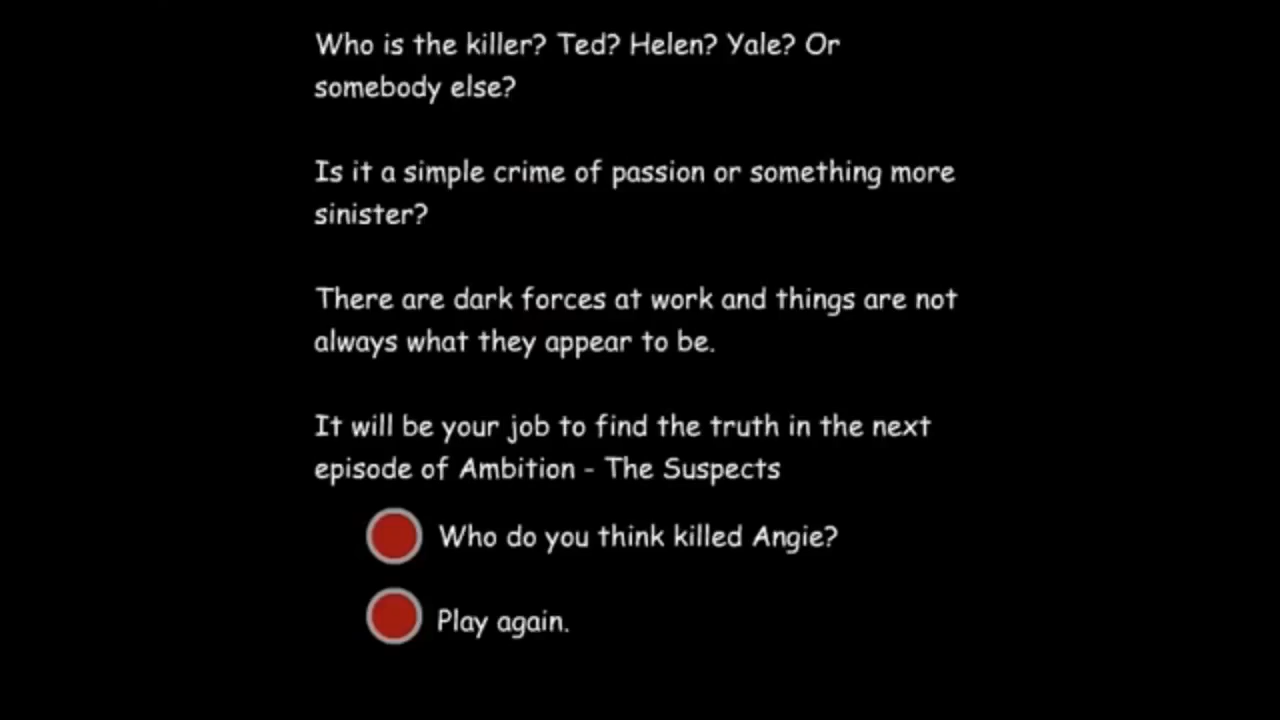 Who is the killer? Ted? Helen? Yale? Or
somebody else?
Is it a simple crime of passion or something more
sinister?
There are dark forces at work and things are not
always what they appear to be.
It will be your job to find the truth in the next
episode of Ambition - The Suspects
Who do you think killed Angie?
Play again.